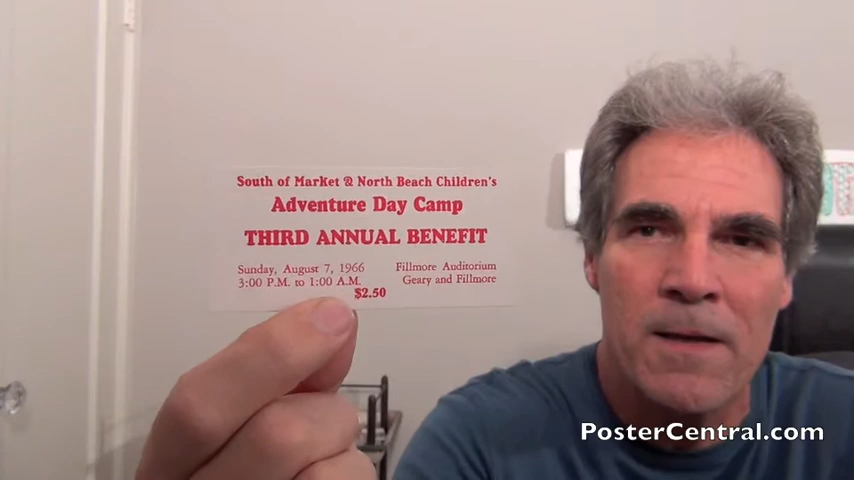 South of Market & North Beach Children's
Adventure Day Camp
THIRD ANNUAL BENEFIT
Sunday, August 7, 1966 Fillmore Auditorium
3:00 P.M. to 1:00 A.M. Geary and Fillmore
$2.50
PosterCentral.com